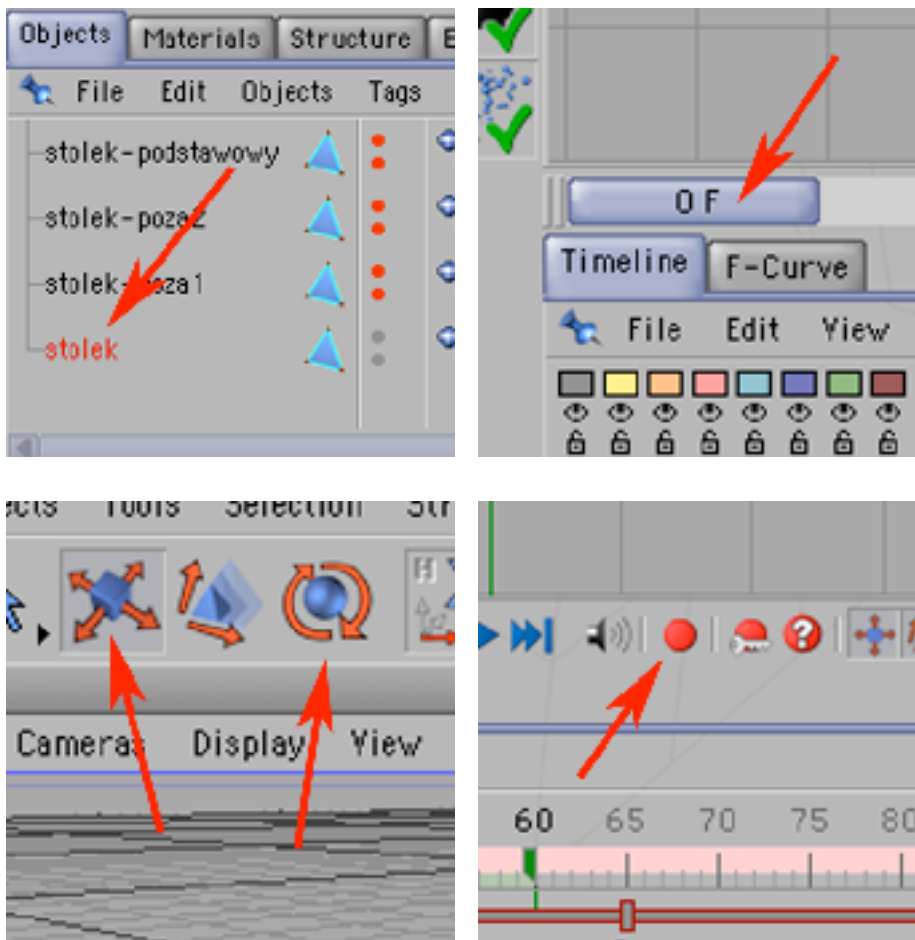 Objects Materials Structure
File Edit Objects Tags
stolek-podstawowy
stolek-poza2
stolek-poza1
stolek
0 F
Timeline F-Curve
File Edit View
Tools Selection
Cameras Display View
H
60 65 70 75 80